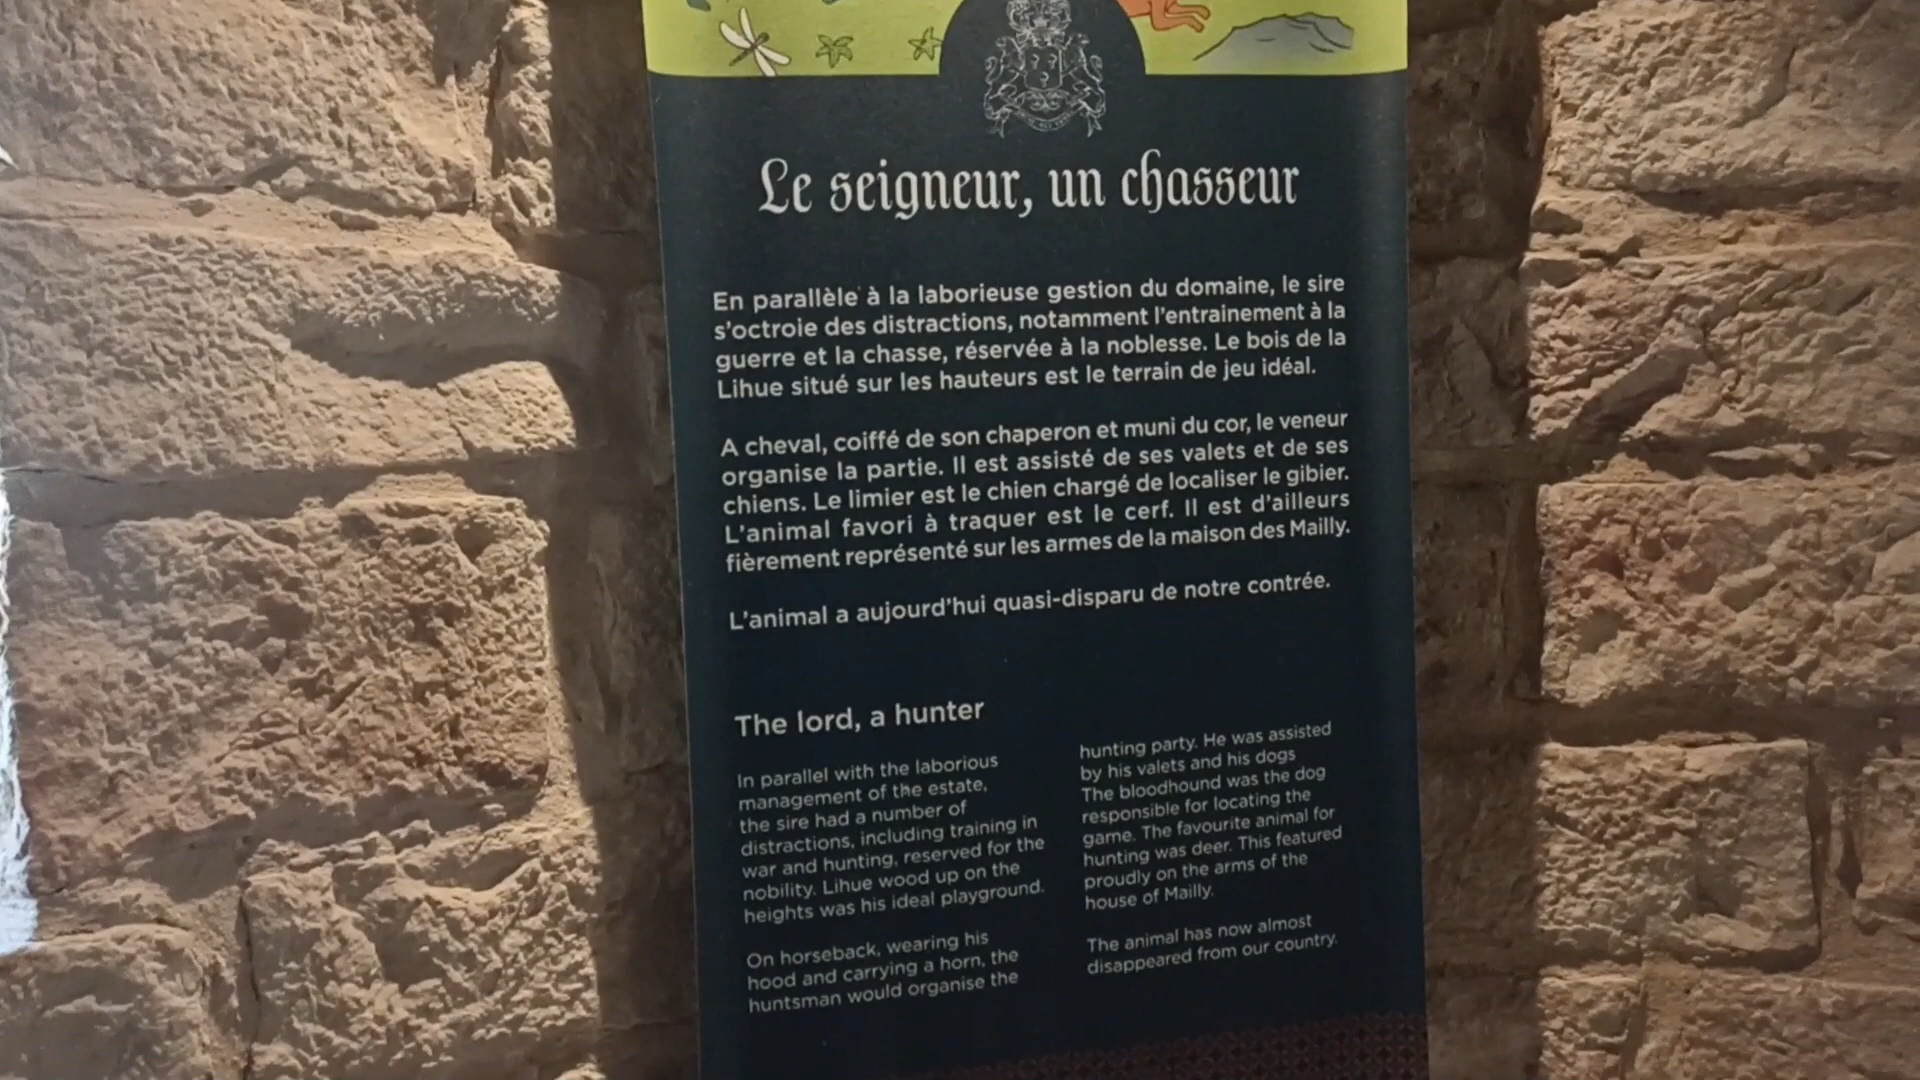 Le seigneur, un chasseur
En parallèle à la laborieuse gestion du domaine, le sire
s'octroie des distractions, notamment l'entrainement à la
guerre et la chasse, réservée à la noblesse. Le bois de la
Lihue situé sur les hauteurs est le terrain de jeu idéal.
A cheval, coiffé de son chaperon et muni du cor, le veneur
organise la partie. Il est assisté de ses valets et de ses
chiens. Le limier est le chien chargé de localiser le gibier.
L'animal favori à traquer est le cerf. Il est d'ailleurs
fièrement représenté sur les armes de la maison des Mailly.
L'animal a aujourd'hui quasi-disparu de notre contrée.
The lord, a hunter
In parallel with the laborious
management of the estate,
the sire had a number of
distractions, including training in
war and hunting, reserved for the
nobility. Lihue wood up on the
heights was his ideal playground.
On horseback, wearing his
hood and carrying a horn, the
huntsman would organise the
hunting party. He was assisted
by his valets and his dogs
The bloodhound was the dog
responsible for locating the
game. The favourite animal for
hunting was deer. This featured
proudly on the arms of the
house of Mailly.
The animal has now almost
disappeared from our country.